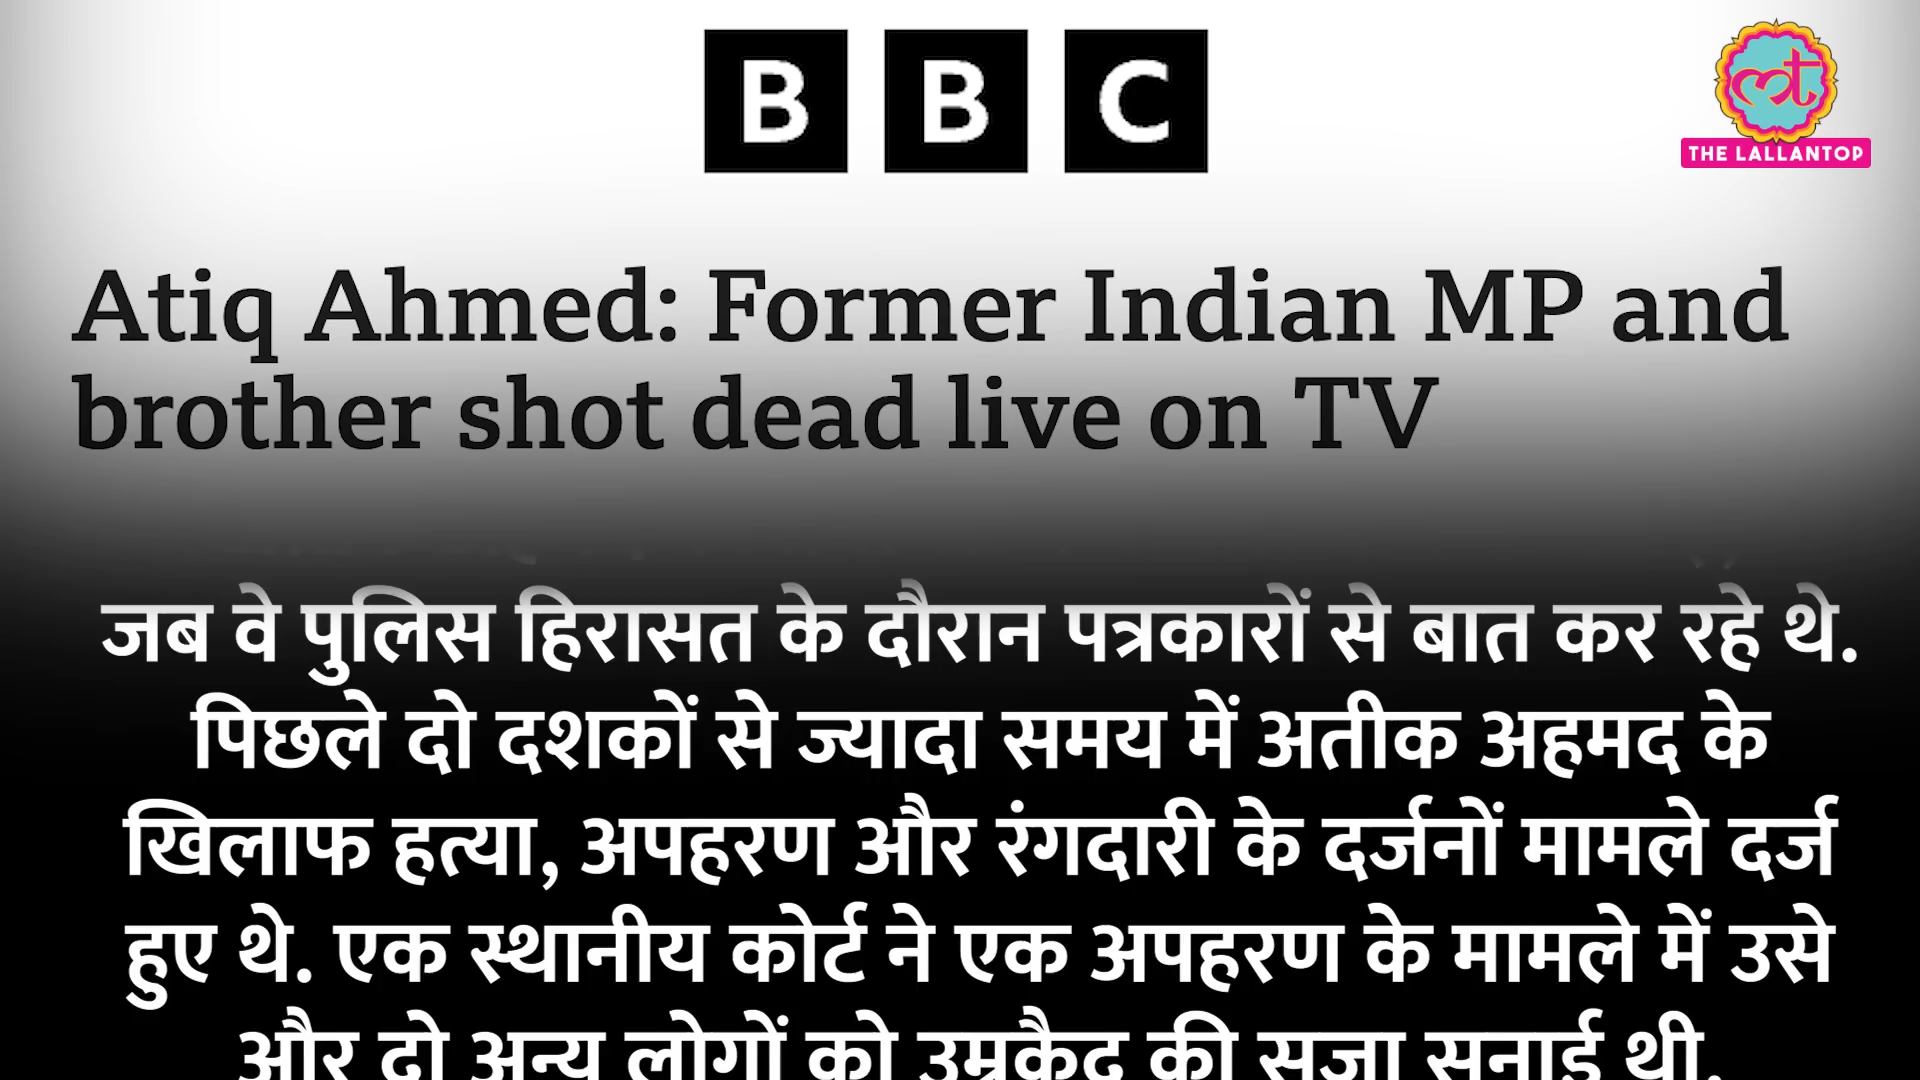 BBC
THE LALLANTOP
Atiq Ahmed: Former Indian MP and
brother shot dead live on TV
जब वे पुलिस हिरासत के दौरान पत्रकारों से बात कर रहे थे.
पिछले दो दशकों से ज्यादा समय में अतीक अहमद के
खिलाफ हत्या, अपहरण और रंगदारी के दर्जनों मामले दर्ज
हुए थे. एक स्थानीय कोर्ट ने एक अपहरण के मामले में उसे
और दो अन्य लोगों को उम्रकैद की सजा सुनाई थी.